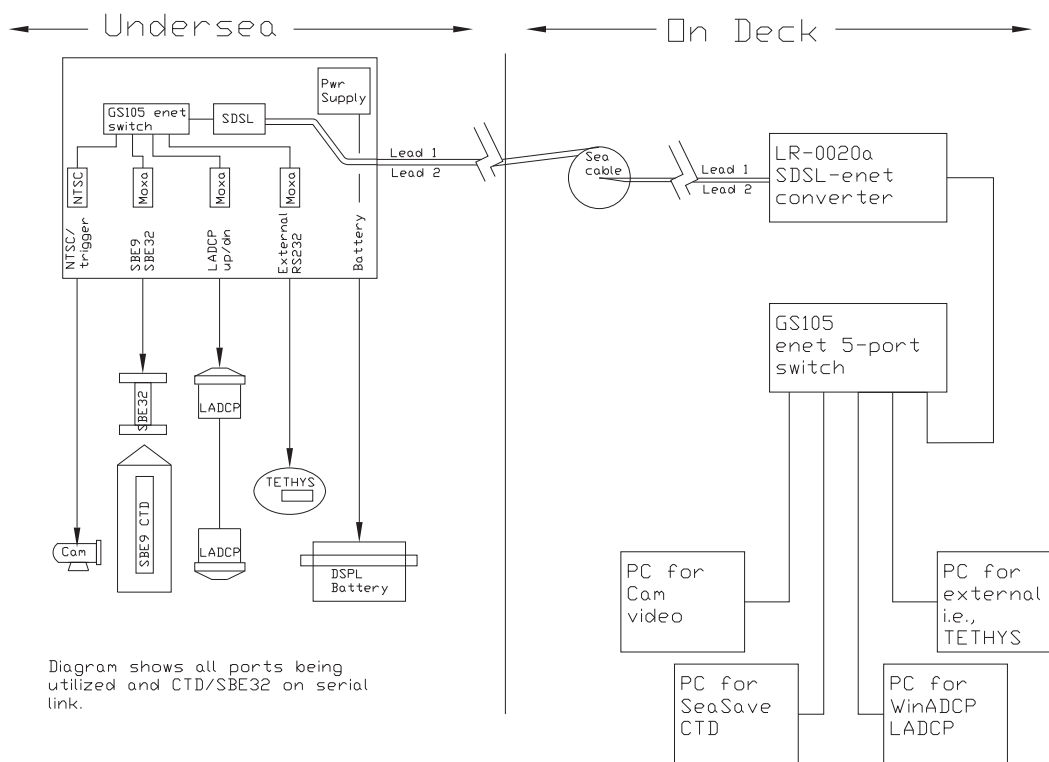 Undersea
On Deck
Pwr
Supply
GS105 enet
switch
SDSL
NTSC
Moxa
Moxa
Moxa
NTSC/
trigger
SBE9
SBE32
LADCP
up/dn
External
RS232
Battery
Lead 1
Lead 2
Sea
cable
Lead 1
Lead 2
LR-0020a
SDSL-enet
converter
GS105
enet 5-port
switch
SBE32
LADCP
SBE9 CTD
TETHYS
Cam
LADCP
DSPL
Battery
PC for
Cam
video
PC for
external
i.e.,
TETHYS
PC for
SeaSave
CTD
PC for
WinADCP
LADCP
Diagram shows all ports being
utilized and CTD/SBE32 on serial
link.